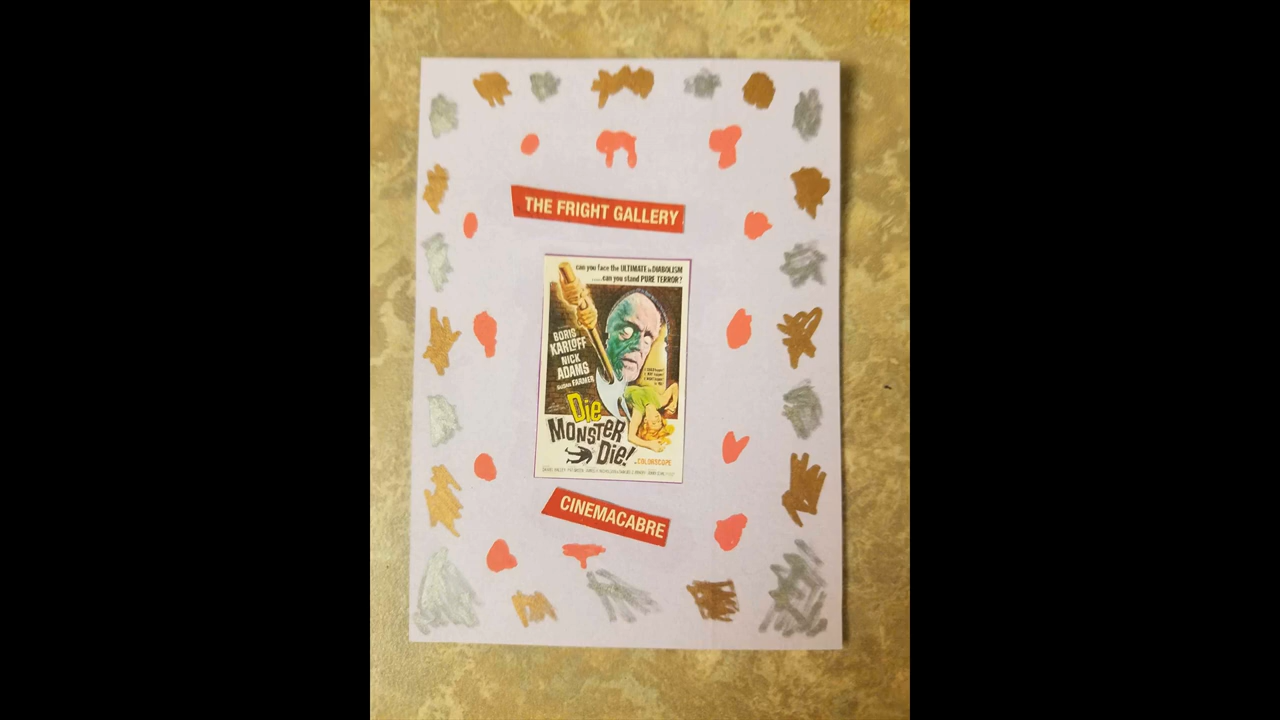 THE FRIGHT GALLERY
can you face the ULTIMATE in DIABOLISM
......can you stand PURE TERROR?
BORIS
KARLOFF
NICK
ADAMS
SUSAN FARMER
Die
MONSTER
Die!
COLORSCOPE
CINEMACABRE